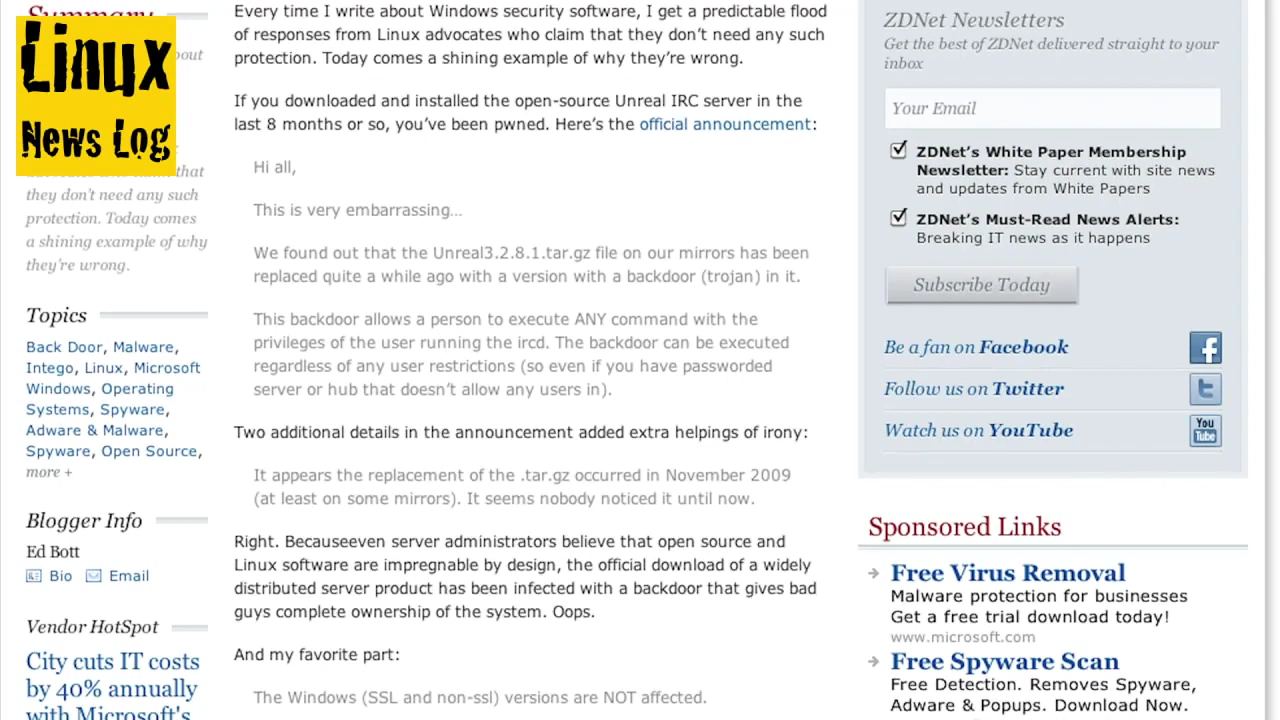 Summary
Linux
News Log
out
that
they don't need any such
protection. Today comes
a shining example of why
they're wrong.
Topics
Back Door, Malware,
Intego, Linux, Microsoft
Windows, Operating
Systems, Spyware,
Adware & Malware,
Spyware, Open Source,
more +
Blogger Info
Ed Bott
Bio Email
Vendor HotSpot
City cuts IT costs
by 40% annually
with Microsoft's
Every time I write about Windows security software, I get a predictable flood
of responses from Linux advocates who claim that they don't need any such
protection. Today comes a shining example of why they're wrong.
If you downloaded and installed the open-source Unreal IRC server in the
last 8 months or so, you've been pwned. Here's the official announcement:
Hi all,
This is very embarrassing...
We found out that the Unreal3.2.8.1.tar.gz file on our mirrors has been
replaced quite a while ago with a version with a backdoor (trojan) in it.
This backdoor allows a person to execute ANY command with the
privileges of the user running the ircd. The backdoor can be executed
regardless of any user restrictions (so even if you have passworded
server or hub that doesn't allow any users in).
Two additional details in the announcement added extra helpings of irony:
It appears the replacement of the .tar.gz occurred in November 2009
(at least on some mirrors). It seems nobody noticed it until now.
Right. Becauseeven server administrators believe that open source and
Linux software are impregnable by design, the official download of a widely
distributed server product has been infected with a backdoor that gives bad
guys complete ownership of the system. Oops.
And my favorite part:
The Windows (SSL and non-ssl) versions are NOT affected.
ZDNet Newsletters
Get the best of ZDNet delivered straight to your
inbox
Your Email
ZDNet's White Paper Membership
Newsletter: Stay current with site news
and updates from White Papers
ZDNet's Must-Read News Alerts:
Breaking IT news as it happens
Subscribe Today
Be a fan on Facebook
Follow us on Twitter
Watch us on YouTube
You
Tube
Sponsored Links
Free Virus Removal
Malware protection for businesses
Get a free trial download today!
www.microsoft.com
Free Spyware Scan
Free Detection. Removes Spyware,
Adware & Popups. Download Now.